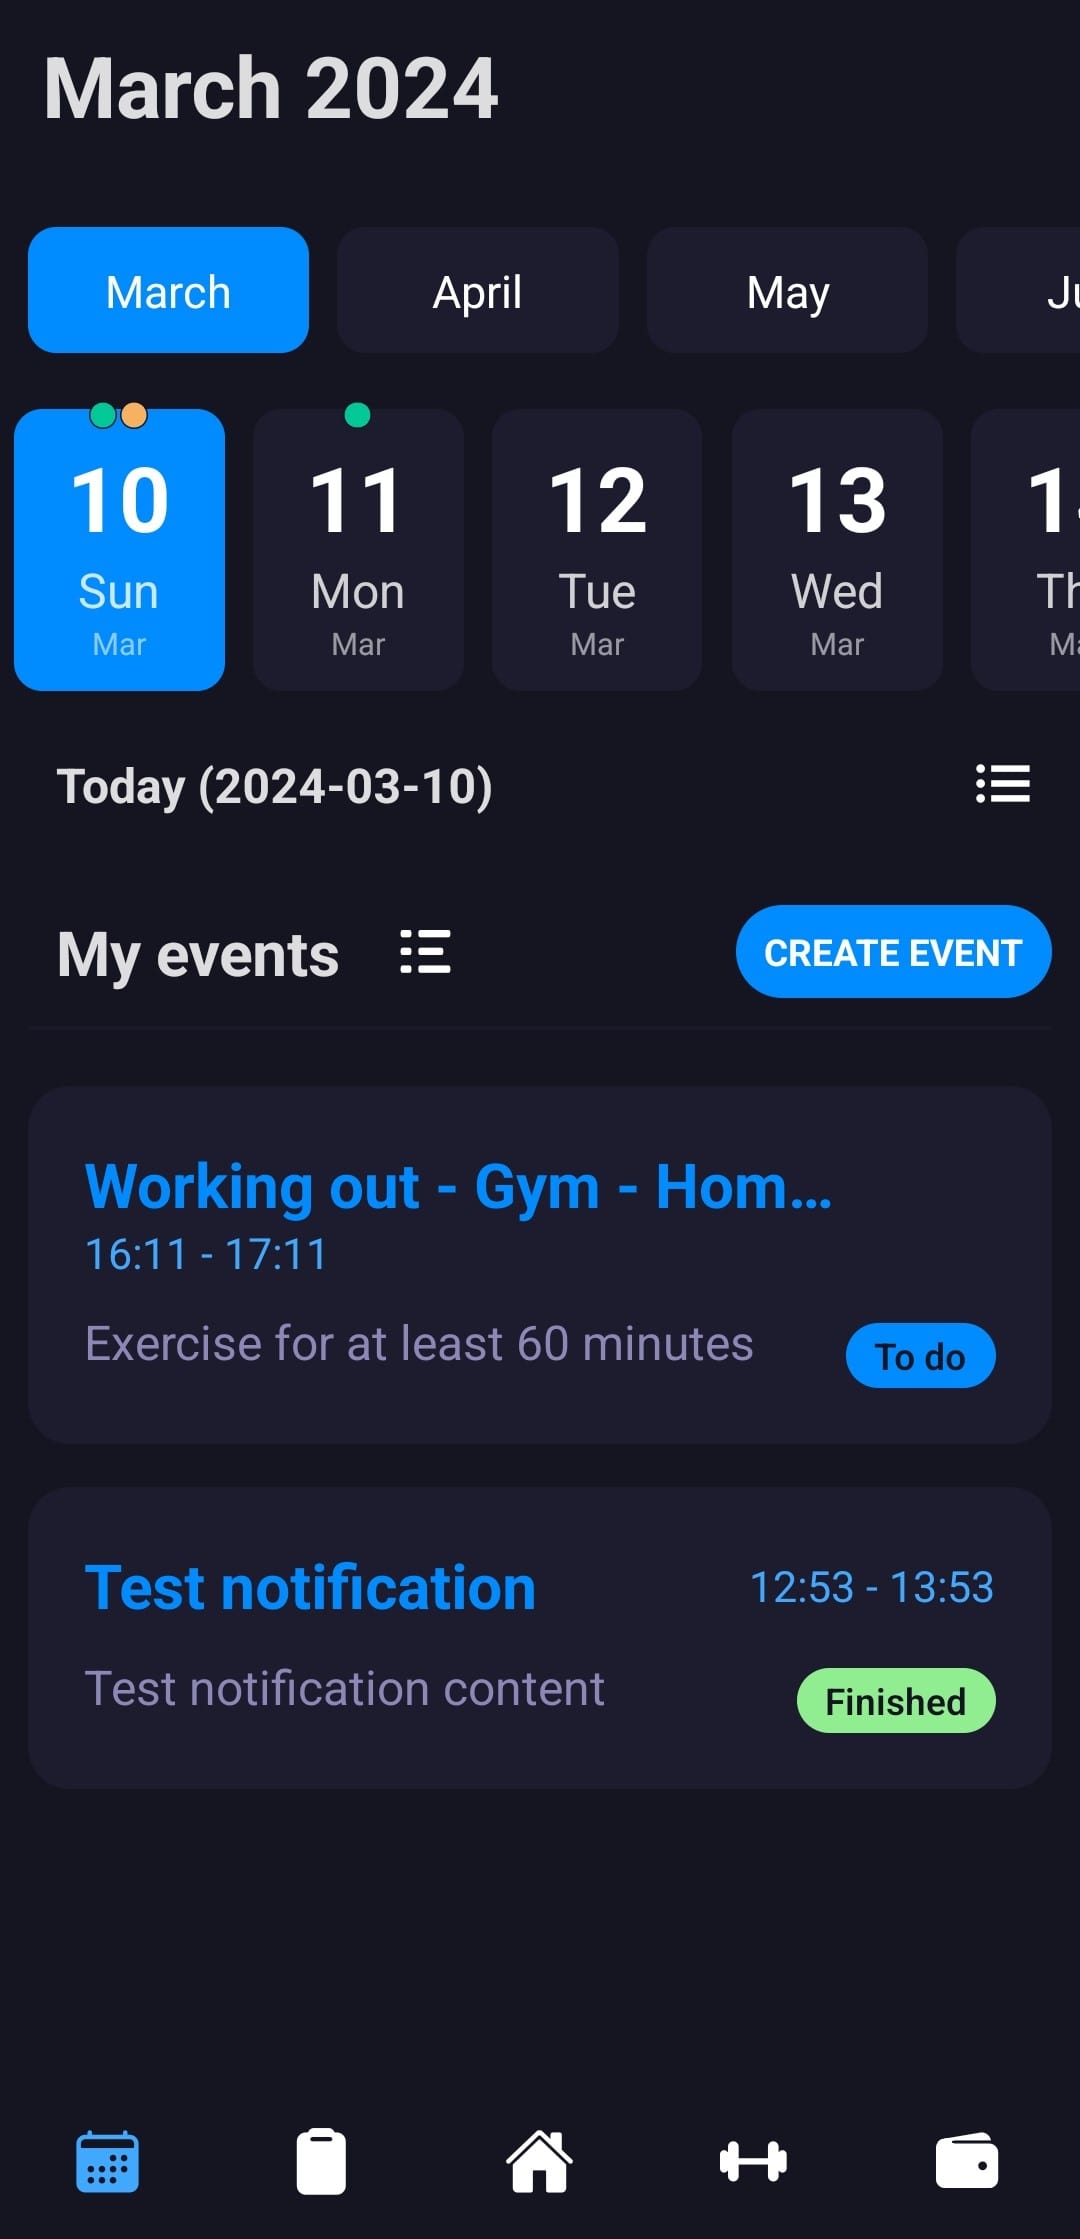 March 2024
March April May Ju
10 11 12 13 1
Sun Mon Tue Wed Th
Mar Mar Mar Mar Ma
Today (2024-03-10)
My events CREATE EVENT
Working out - Gym - Hom...
16:11 - 17:11
Exercise for at least 60 minutes To do
Test notification 12:53 - 13:53
Test notification content Finished